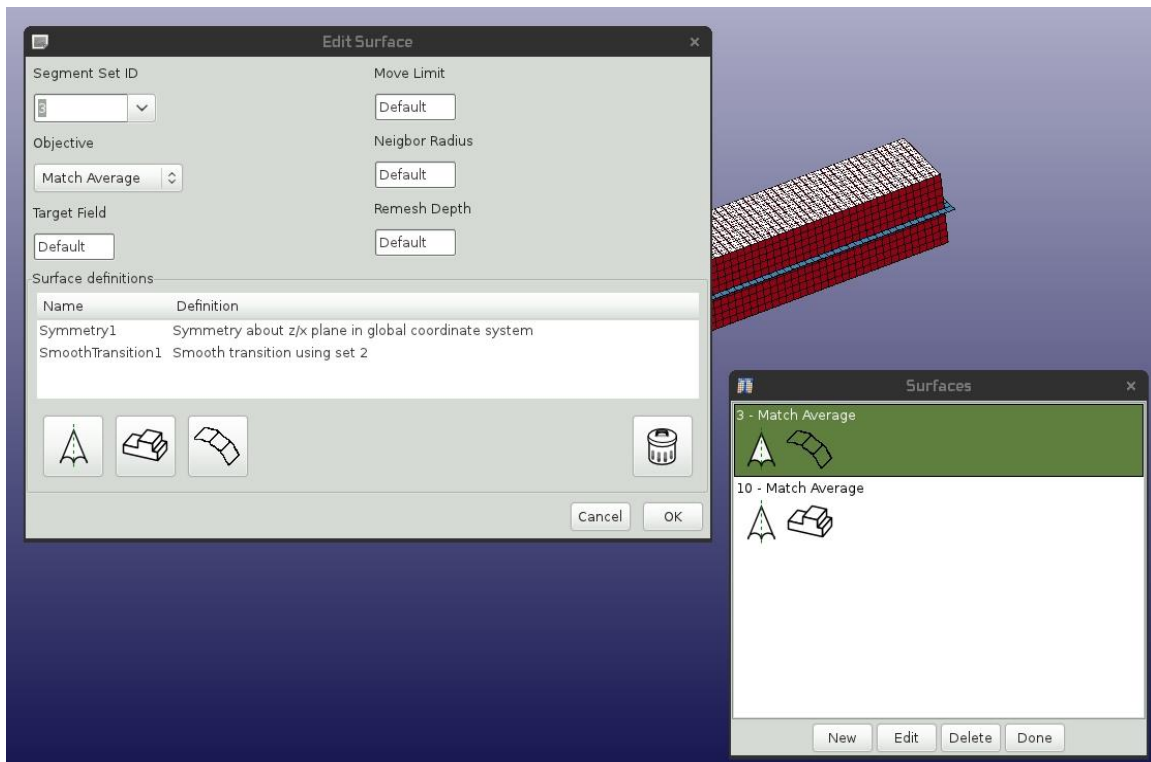 Edit Surface
Segment Set ID
3
Objective
Match Average
Target Field
Default
Move Limit
Default
Neigbor Radius
Default
Remesh Depth
Default
Surface definitions
Name Definition
Symmetry1 Symmetry about z/x plane in global coordinate system
SmoothTransition1 Smooth transition using set 2
Cancel OK
Surfaces
3 - Match Average
10 - Match Average
New Edit Delete Done